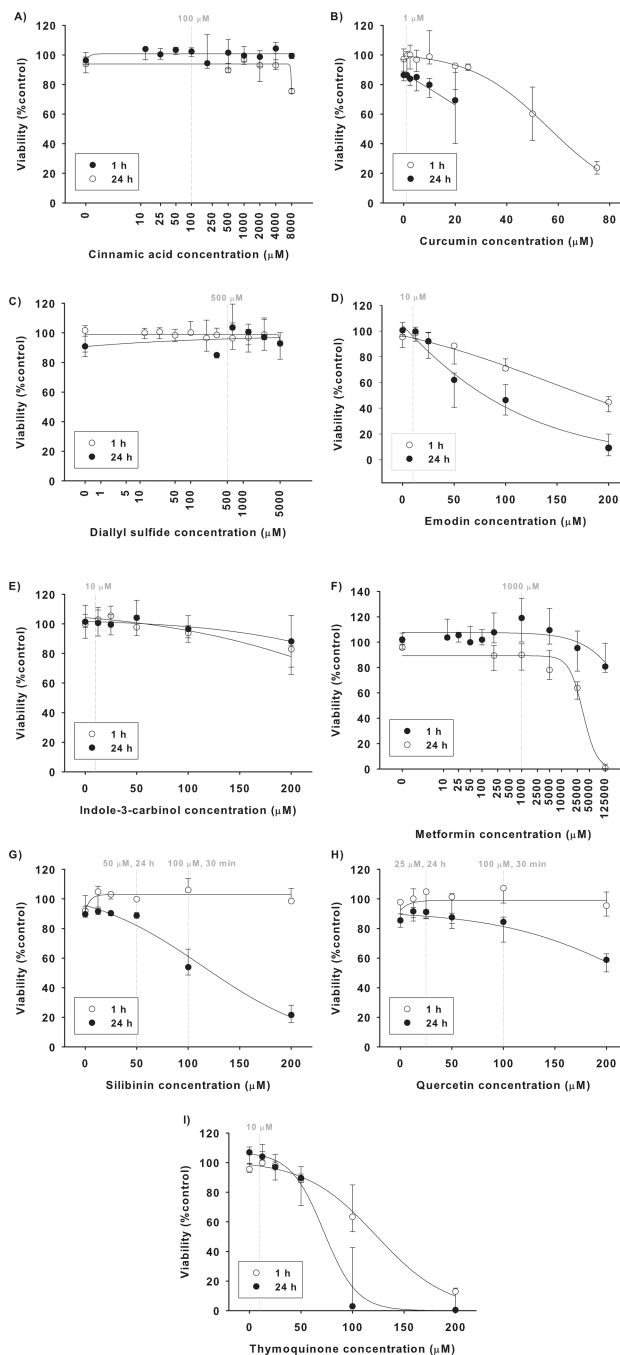 A)
100 μM
Viability (%control)
120
100
80
60
40
20
0
1 h
24 h
0 10 25 50 100 250 500 1000 2000 4000 8000
Cinnamic acid concentration (μM)
B)
1 μM
Viability (%control)
120
100
80
60
40
20
0
1 h
24 h
0 20 40 60 80
Curcumin concentration (μM)
C)
500 μM
Viability (%control)
120
100
80
60
40
20
0
1 h
24 h
0 1 5 10 50 100 500 1000 5000
Diallyl sulfide concentration (μM)
D)
10 μM
Viability (%control)
120
100
80
60
40
20
0
1 h
24 h
0 50 100 150 200
Emodin concentration (μM)
E)
10 μM
Viability (%control)
120
100
80
60
40
20
0
1 h
24 h
0 50 100 150 200
Indole-3-carbinol concentration (μM)
F)
1000 μM
Viability (%control)
140
120
100
80
60
40
20
0
1 h
24 h
0 10 25 50 100 250 500 1000 2500 5000 10000 25000 50000 125000
Metformin concentration (μM)
G)
50 μM, 24 h 100 μM, 30 min
Viability (%control)
120
100
80
60
40
20
0
1 h
24 h
0 50 100 150 200
Silibinin concentration (μM)
H)
25 μM, 24 h 100 μM, 30 min
Viability (%control)
120
100
80
60
40
20
0
1 h
24 h
0 50 100 150 200
Quercetin concentration (μM)
I)
10 μM
Viability (%control)
120
100
80
60
40
20
0
1 h
24 h
0 50 100 150 200
Thymoquinone concentration (μM)